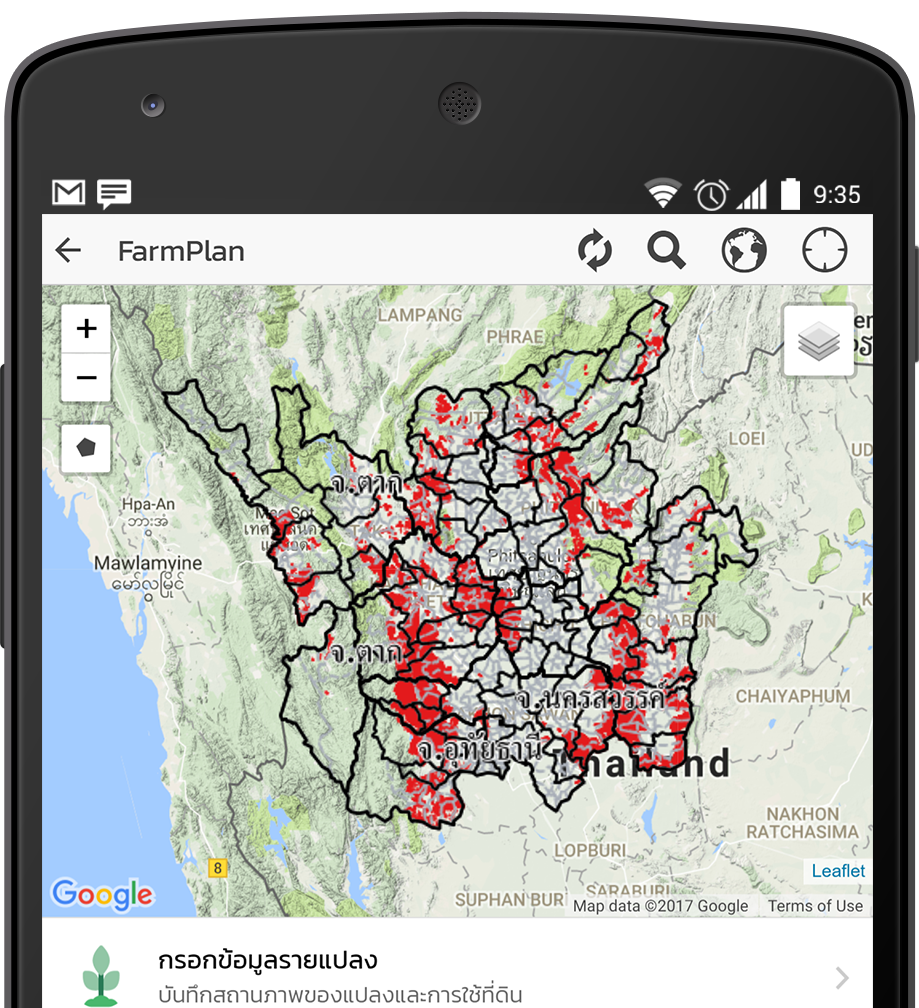 9:35
FarmPlan
+
−
LAMPANG
PHRAE
LOEI
UD
จ.ตาก
Hpa-An
ဘားအ
Mae Sot
Mawlamyine
မော်လမြိုင်
Phitsanulok
จ.ตาก
CHAIYAPHUM
จ.นครสวรรค์
จ.อุทัยธานี
Thailand
NAKHON
RATCHASIMA
LOPBURI
8
Leaflet
Google
SUPHAN BURI
SARABURI
Map data ©2017 Google
Terms of Use
กรอกข้อมูลรายแปลง
บันทึกสถานภาพของแปลงและการใช้ที่ดิน